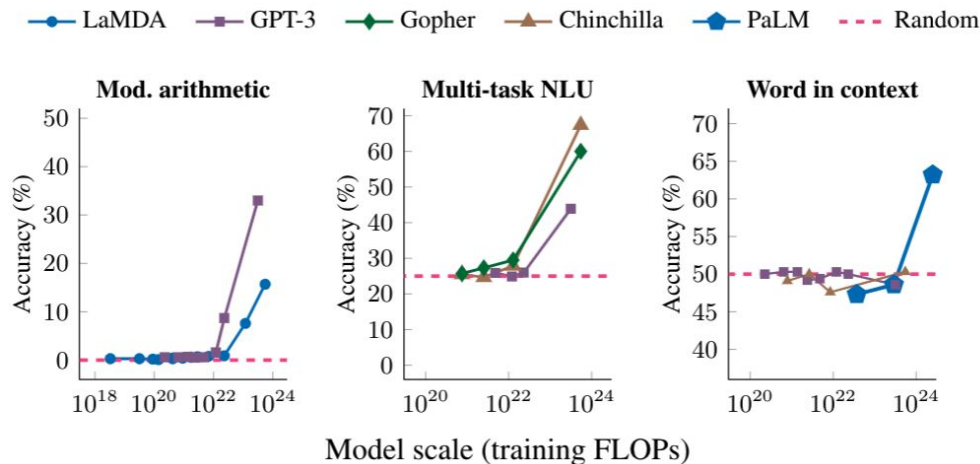 LaMDA GPT-3 Gopher Chinchilla PaLM Random
Mod. arithmetic
Accuracy (%)
50
40
30
20
10
0
10^18 10^20 10^22 10^24
Multi-task NLU
Accuracy (%)
70
60
50
40
30
20
10
0
10^20 10^22 10^24
Word in context
Accuracy (%)
70
65
60
55
50
45
40
10^20 10^22 10^24
Model scale (training FLOPs)